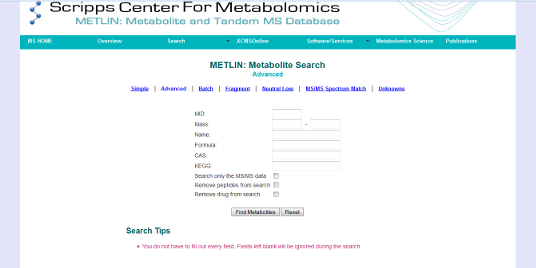 Scripps Center For Metabolomics
METLIN: Metabolite and Tandem MS Database
MS HOME Overview Search XCMSOnline Software/Services Metabolomics Science Publications
METLIN: Metabolite Search
Advanced
Simple | Advanced | Batch | Fragment | Neutral Loss | MS/MS Spectrum Match | Unknowns
MID:
Mass: -
Name:
Formula:
CAS:
KEGG:
Search only the MS/MS data
Remove peptides from search
Remove drug from search
Find Metabolites Reset
Search Tips
• You do not have to fill out every field. Fields left blank will be ignored during the search